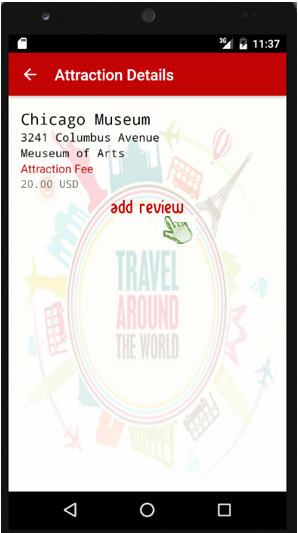 3G 11:37
Attraction Details
Chicago Museum
3241 Columbus Avenue
Meuseum of Arts
Attraction Fee
20.00 USD
add review
TRAVEL
AROUND
THE WORLD